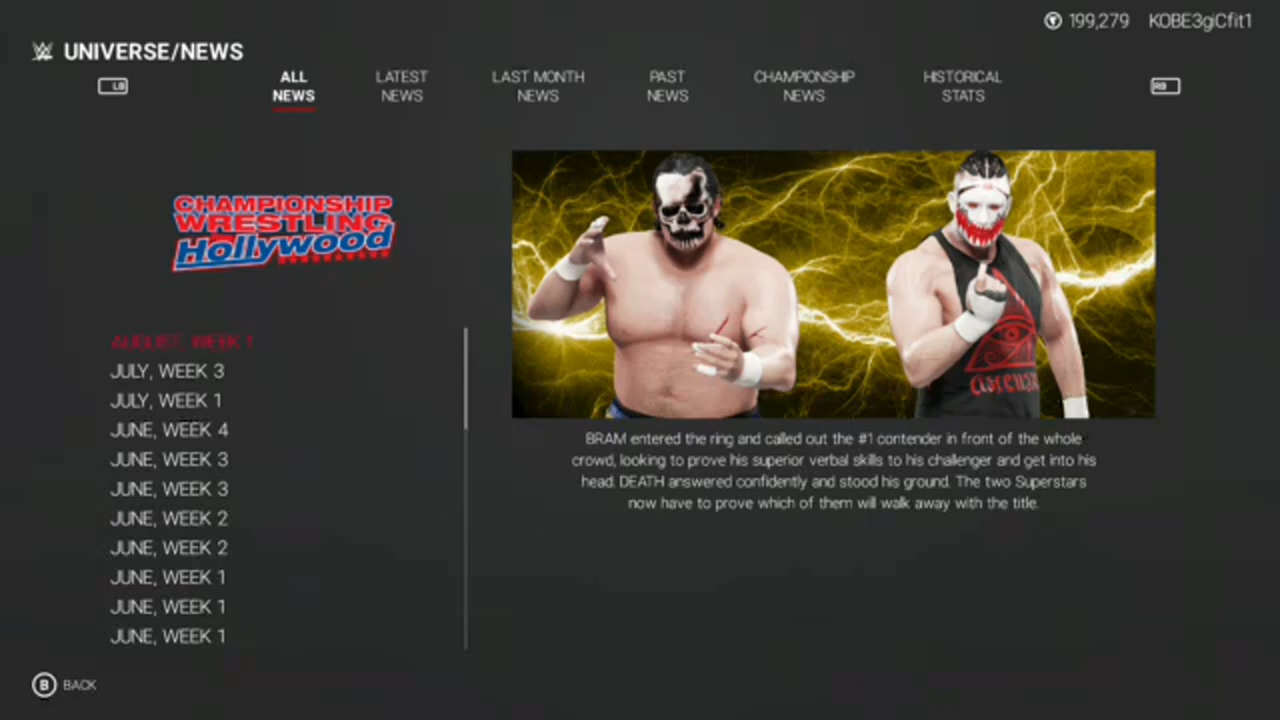 199,279 KOBE3giCfit1
UNIVERSE/NEWS
LB
ALL
NEWS
LATEST
NEWS
LAST MONTH
NEWS
PAST
NEWS
CHAMPIONSHIP
NEWS
HISTORICAL
STATS
RB
CHAMPIONSHIP
WRESTLING
Hollywood
AUGUST, WEEK 1
JULY, WEEK 3
JULY, WEEK 1
JUNE, WEEK 4
JUNE, WEEK 3
JUNE, WEEK 3
JUNE, WEEK 2
JUNE, WEEK 2
JUNE, WEEK 1
JUNE, WEEK 1
JUNE, WEEK 1
BRAM entered the ring and called out the #1 contender in front of the whole
crowd, looking to prove his superior verbal skills to his challenger and get into his
head. DEATH answered confidently and stood his ground. The two Superstars
now have to prove which of them will walk away with the title.
B BACK